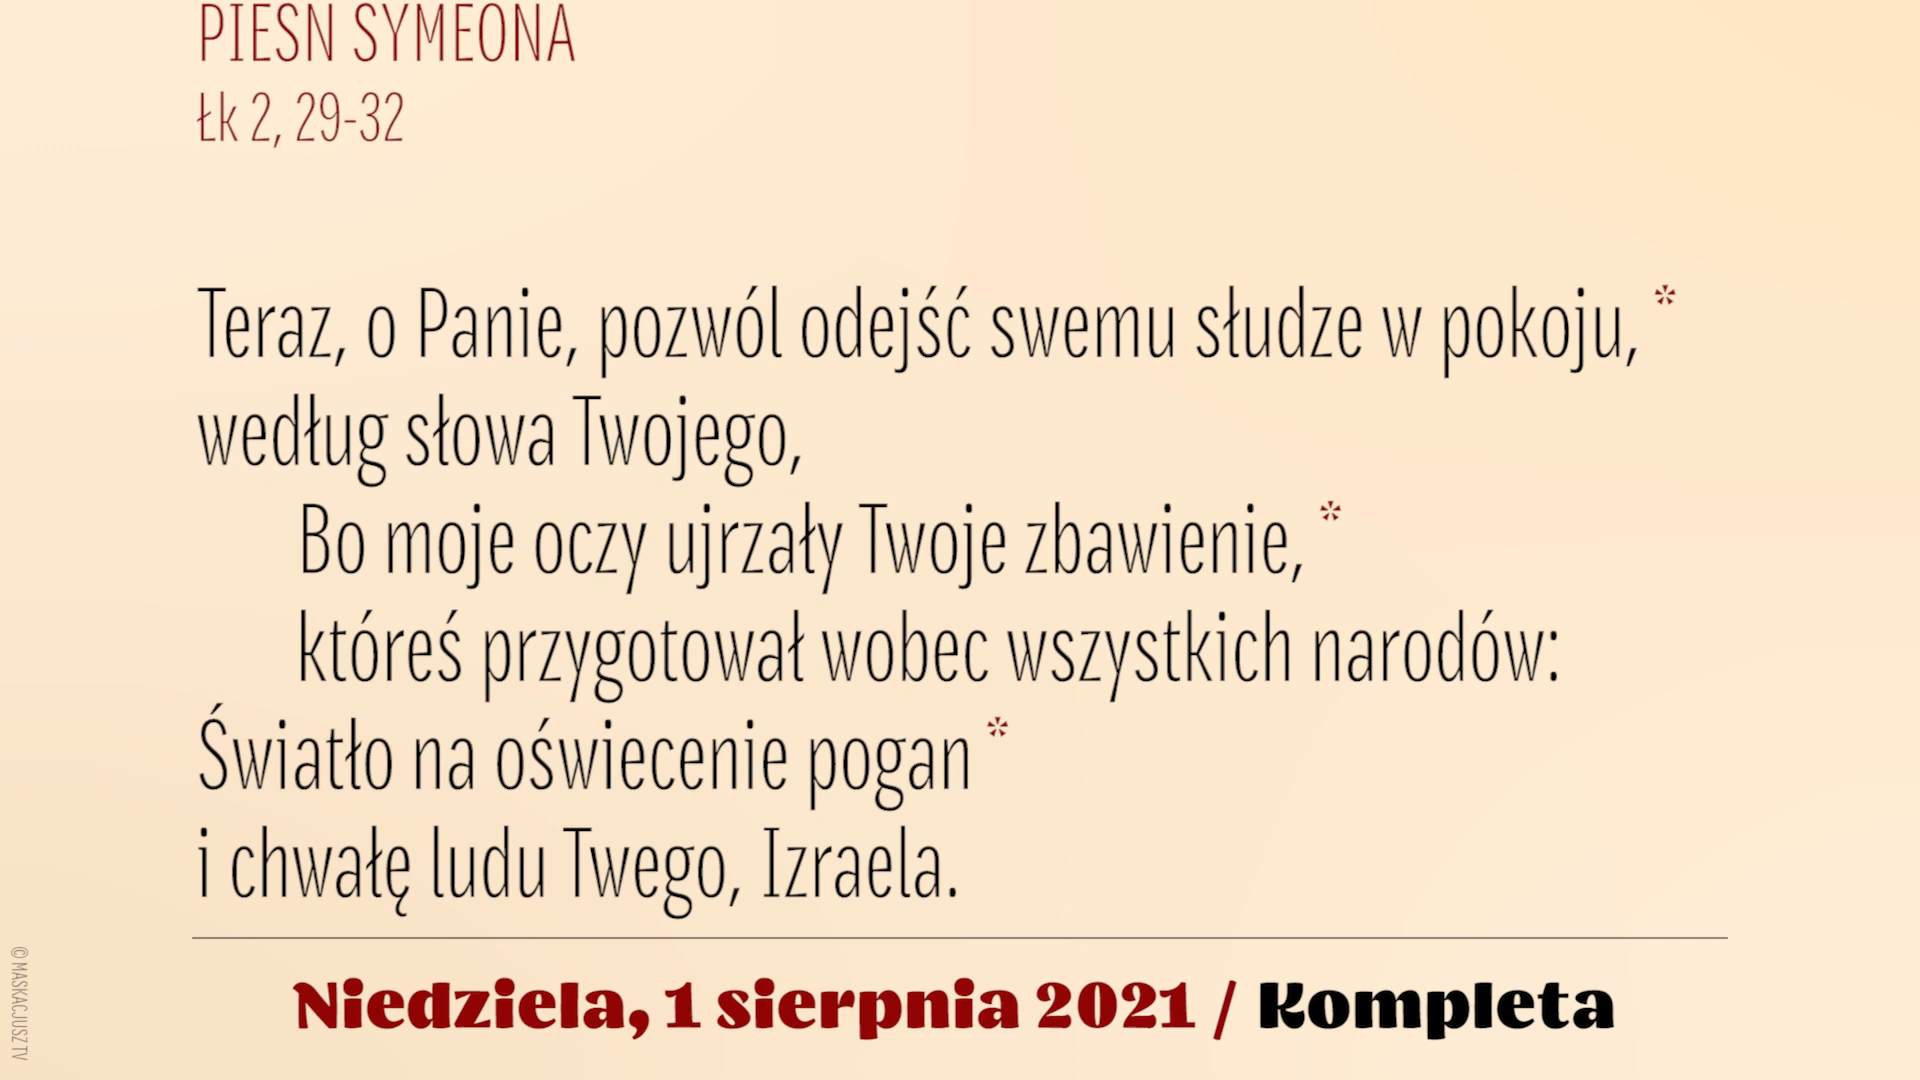 PIEŚN SYMEONA
Łk 2, 29-32
Teraz, o Panie, pozwól odejść swemu słudze w pokoju, *
według słowa Twojego,
Bo moje oczy ujrzały Twoje zbawienie, *
któreś przygotował wobec wszystkich narodów:
Światło na oświecenie pogan *
i chwałę ludu Twego, Izraela.
Niedziela, 1 sierpnia 2021 / Kompleta
© MASKACJUSZ TV